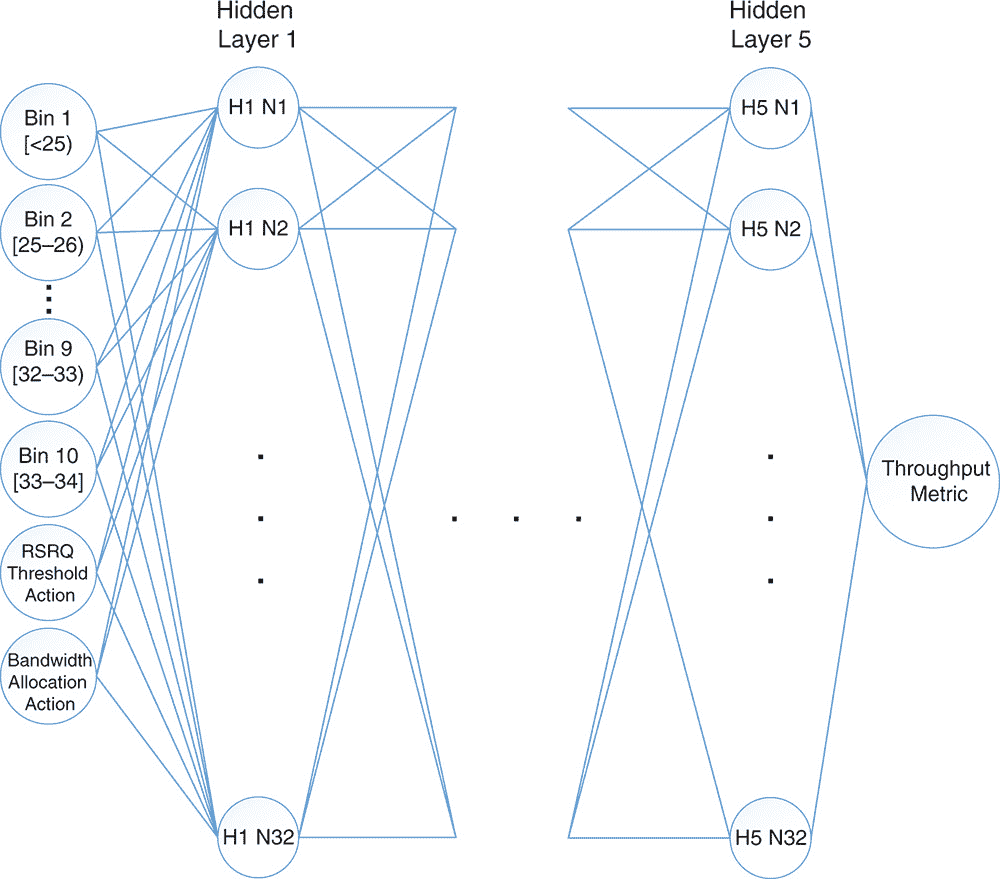 Hidden
Layer 1
Hidden
Layer 5
Bin 1
[<25)
Bin 2
[25–26)
Bin 9
[32–33)
Bin 10
[33–34]
RSRQ
Threshold
Action
Bandwidth
Allocation
Action
H1 N1
H1 N2
H1 N32
H5 N1
H5 N2
H5 N32
Throughput
Metric